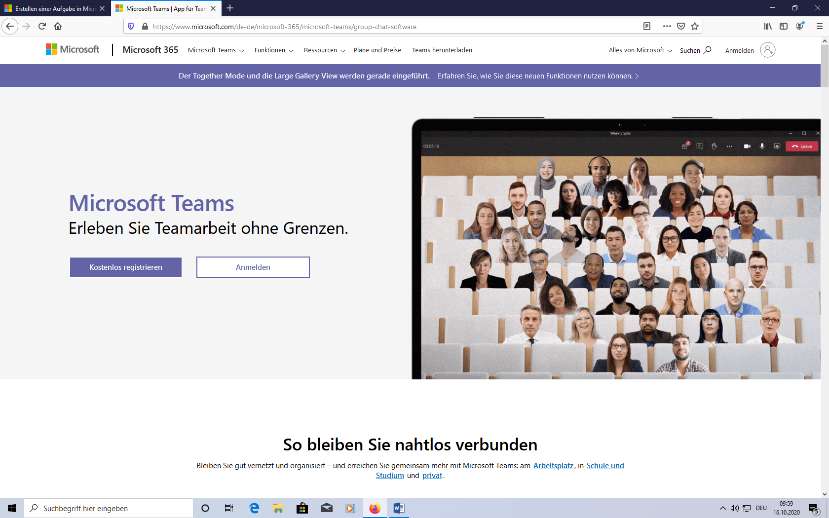 Erstellen einer Aufgabe in Micro
Microsoft Teams | App für Team
https://www.microsoft.com/de-de/microsoft-365/microsoft-teams/group-chat-software
Microsoft
Microsoft 365
Microsoft Teams
Funktionen
Ressourcen
Pläne und Preise
Teams herunterladen
Alles von Microsoft
Suchen
Anmelden
Der Together Mode und die Large Gallery View werden gerade eingeführt. Erfahren Sie, wie Sie diese neuen Funktionen nutzen können.
Weekly Sync
Leave
Microsoft Teams
Erleben Sie Teamarbeit ohne Grenzen.
Kostenlos registrieren
Anmelden
So bleiben Sie nahtlos verbunden
Bleiben Sie gut vernetzt und organisiert – und erreichen Sie gemeinsam mehr mit Microsoft Teams: am Arbeitsplatz, in Schule und
Studium und privat.
Suchbegriff hier eingeben
DEU
09:59
16.10.2020